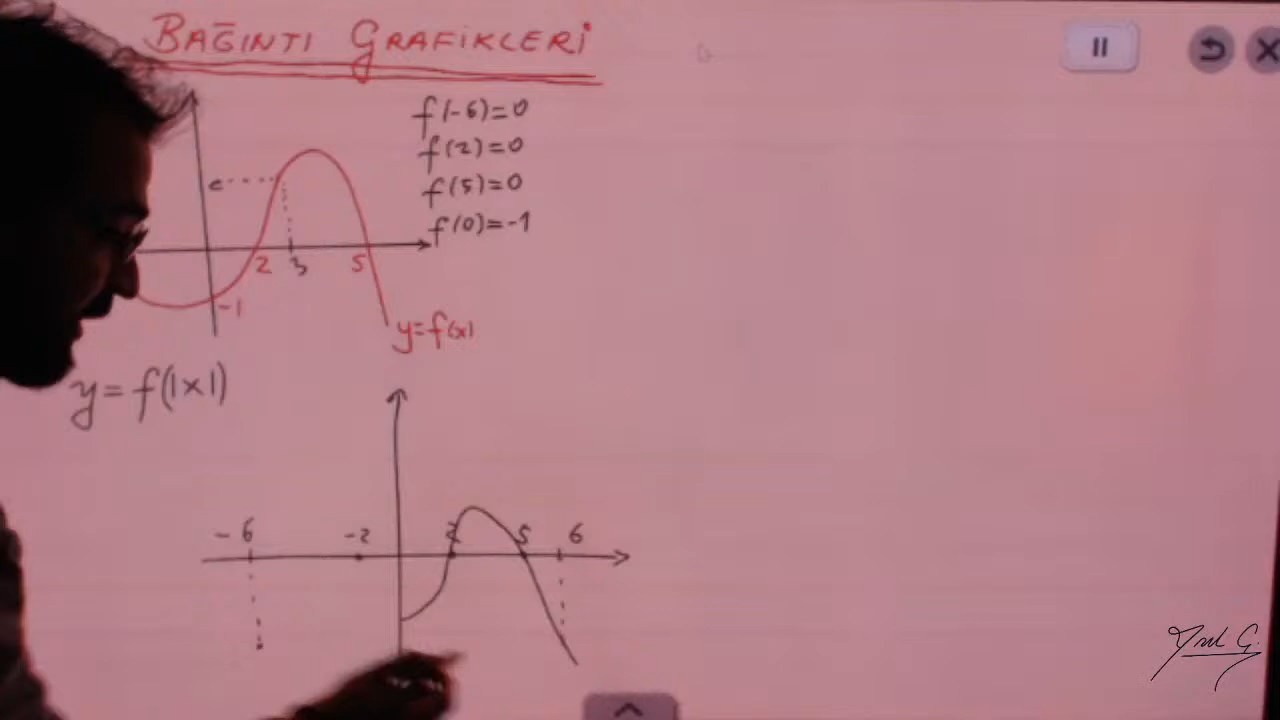 BAĞINTI GRAFİKLERİ
f(-6)=0
f(2)=0
f(5)=0
f(0)=-1
2 3 5
-1
y=f(x)
y=f(|x|)
-6 -2 2 5 6